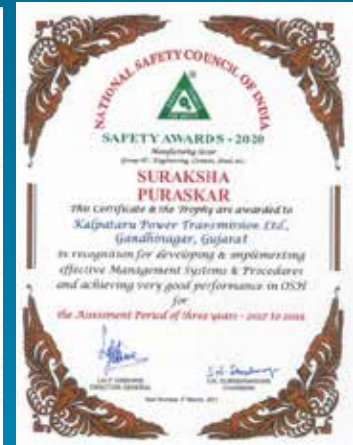 NATIONAL SAFETY COUNCIL OF INDIA
SAFETY AWARDS - 2020
Manufacturing Sector
SURAKSHA
PURASKAR
This Certificate & the Trophy are awarded to
Kalpataru Power Transmission Ltd.,
Gandhinagar, Gujarat
in recognition for developing & implementing
effective Management Systems & Procedures
and achieving very good performance in OSH
for
the Assessment Period of three years - 2017 to 2019
DIRECTOR GENERAL
CHAIRMAN